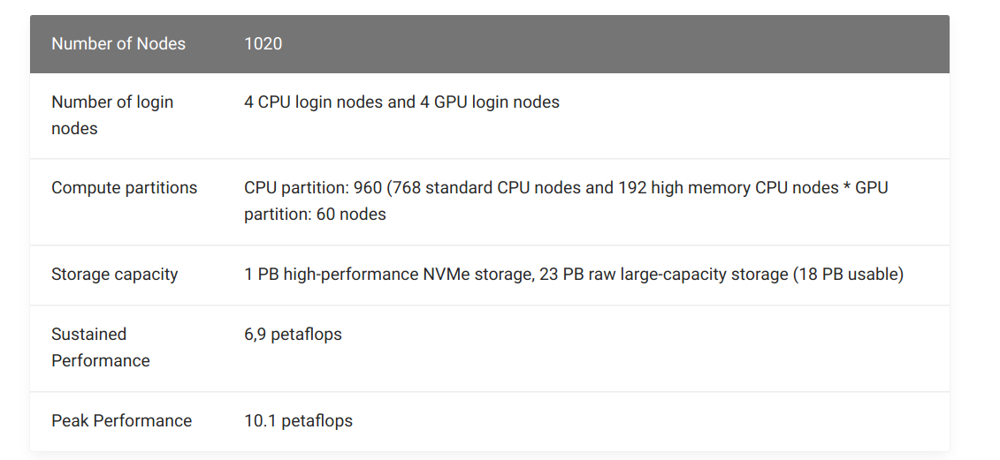 Number of Nodes 1020
Number of login
nodes
4 CPU login nodes and 4 GPU login nodes
Compute partitions
CPU partition: 960 (768 standard CPU nodes and 192 high memory CPU nodes * GPU
partition: 60 nodes
Storage capacity
1 PB high-performance NVMe storage, 23 PB raw large-capacity storage (18 PB usable)
Sustained
Performance
6,9 petaflops
Peak Performance
10.1 petaflops